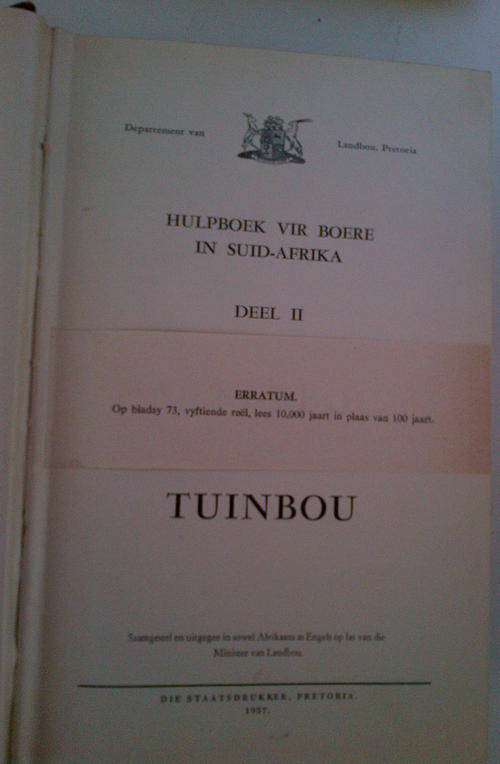 Departement van Landbou, Pretoria
HULPBOEK VIR BOERE
IN SUID-AFRIKA
DEEL II
ERRATUM.
Op bladsy 73, vyftiende reël, lees 10,000 jaart in plaas van 100 jaart.
TUINBOU
Saamgestel en uitgegee in sowel Afrikaans as Engels op las van die
Minister van Landbou.
DIE STAATSDRUKKER, PRETORIA.
1957.